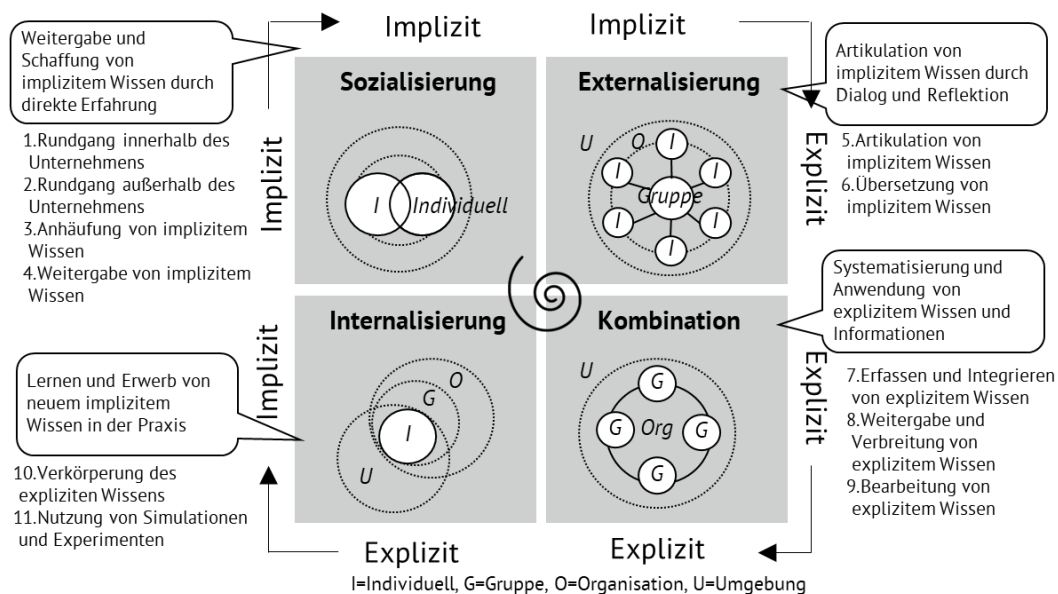 Implizit
Implizit
Weitergabe und
Schaffung von
implizitem Wissen durch
direkte Erfahrung
1.Rundgang innerhalb des
Unternehmens
2.Rundgang außerhalb des
Unternehmens
3.Anhäufung von implizitem
Wissen
4.Weitergabe von implizitem
Wissen
Implizit
Sozialisierung
I
Individuell
Externalisierung
U
O
I
I
I
Gruppe
I
I
I
Explizit
Artikulation von
implizitem Wissen durch
Dialog und Reflektion
5.Artikulation von
implizitem Wissen
6.Übersetzung von
implizitem Wissen
Lernen und Erwerb von
neuem implizitem
Wissen in der Praxis
10.Verkörperung des
expliziten Wissens
11.Nutzung von Simulationen
und Experimenten
Implizit
Internalisierung
O
G
I
U
Kombination
U
G
G
Org
G
G
Explizit
Systematisierung und
Anwendung von
explizitem Wissen und
Informationen
7.Erfassen und Integrieren
von explizitem Wissen
8.Weitergabe und
Verbreitung von
explizitem Wissen
9.Bearbeitung von
explizitem Wissen
Explizit
Explizit
I=Individuell, G=Gruppe, O=Organisation, U=Umgebung